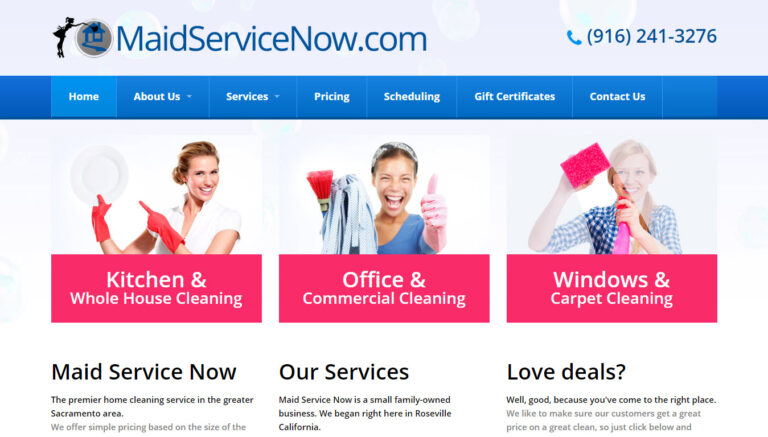 MaidServiceNow.com
(916) 241-3276
Home About Us Services Pricing Scheduling Gift Certificates Contact Us
Kitchen &
Whole House Cleaning
Office &
Commercial Cleaning
Windows &
Carpet Cleaning
Maid Service Now
The premier home cleaning service in the greater
Sacramento area.
We offer simple pricing based on the size of the
Our Services
Maid Service Now is a small family-owned
business. We began right here in Roseville
California.
Love deals?
Well, good, because you've come to the right place.
We like to make sure our customers get a great
price on a great clean, so just click below and